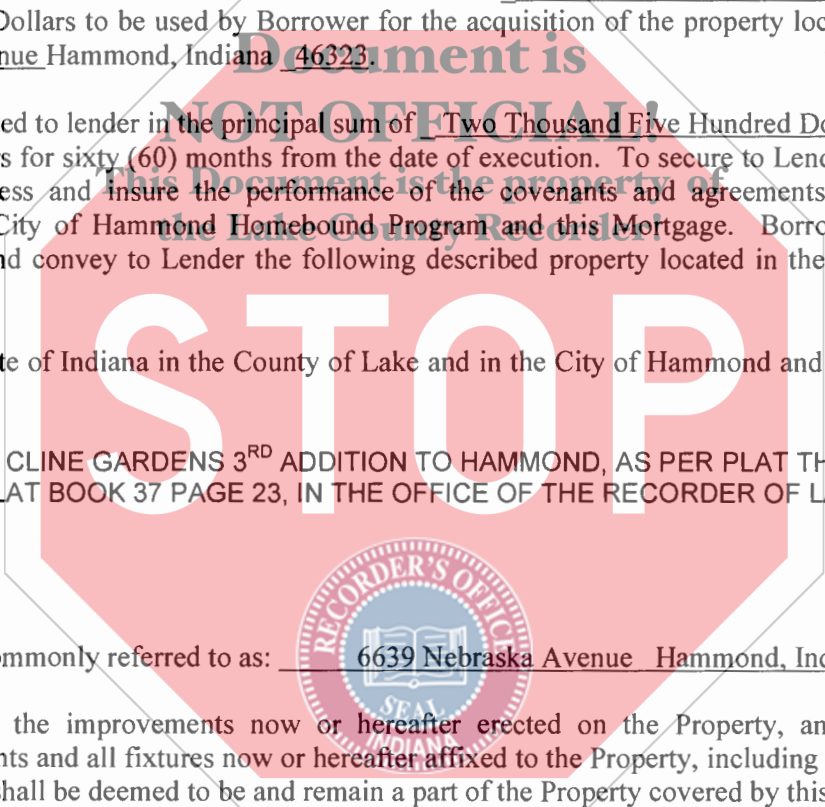 Dollars to be used by Borrower for the acquisition of the property loc
nue Hammond, Indiana 46323.
Document is
NOT OFFICIAL!
This Document is the property of
the Lake County Recorder!
ed to lender in the principal sum of Two Thousand Five Hundred Do
s for sixty (60) months from the date of execution. To secure to Lend
ess and insure the performance of the covenants and agreements
City of Hammond Homebound Program and this Mortgage. Borro
nd convey to Lender the following described property located in the
STOP
te of Indiana in the County of Lake and in the City of Hammond and
CLINE GARDENS 3RD ADDITION TO HAMMOND, AS PER PLAT TH
LAT BOOK 37 PAGE 23, IN THE OFFICE OF THE RECORDER OF LA
RECORDER'S OFFICE
SEAL
INDIANA
ommonly referred to as: 6639 Nebraska Avenue Hammond, Ind
the improvements now or hereafter erected on the Property, an
nts and all fixtures now or hereafter affixed to the Property, including
shall be deemed to be and remain a part of the Property covered by this